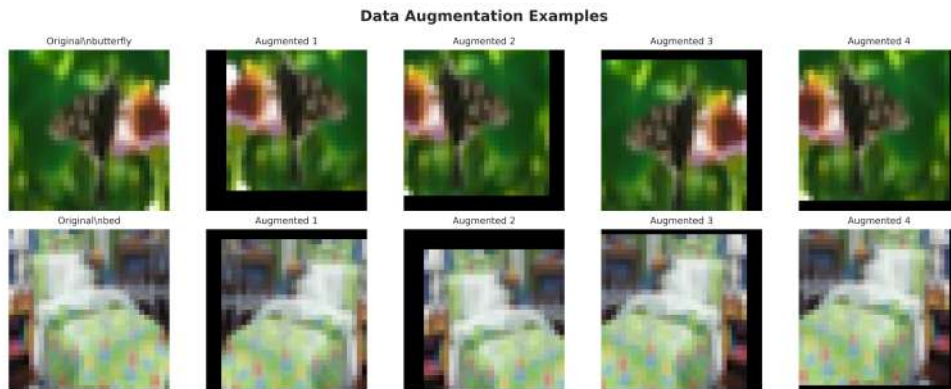 Data Augmentation Examples
Original\nbutterfly Augmented 1 Augmented 2 Augmented 3 Augmented 4
Original\nbed Augmented 1 Augmented 2 Augmented 3 Augmented 4